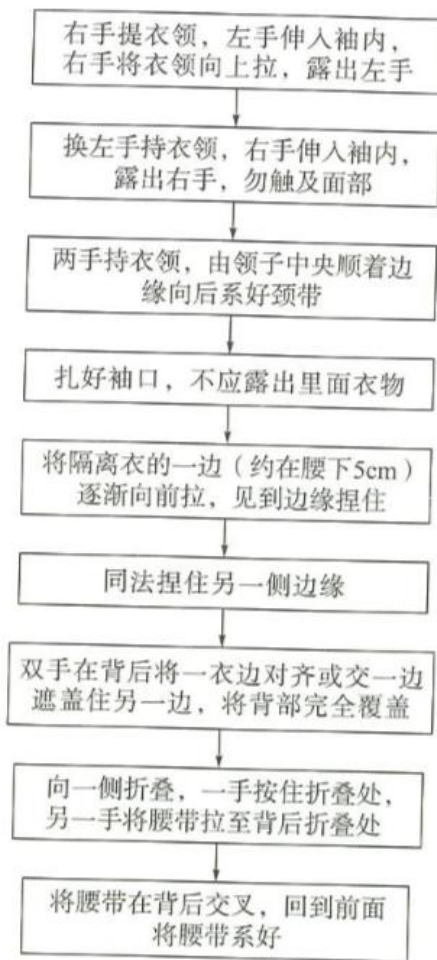 右手提衣领，左手伸入袖内，
右手将衣领向上拉，露出左手
换左手持衣领，右手伸入袖内，
露出右手，勿触及面部
两手持衣领，由领子中央顺着边
缘向后系好颈带
扎好袖口，不应露出里面衣物
将隔离衣的一边（约在腰下5cm）
逐渐向前拉，见到边缘捏住
同法捏住另一侧边缘
双手在背后将一衣边对齐或交一边
遮盖住另一边，将背部完全覆盖
向一侧折叠，一手按住折叠处，
另一手将腰带拉至背后折叠处
将腰带在背后交叉，回到前面
将腰带系好